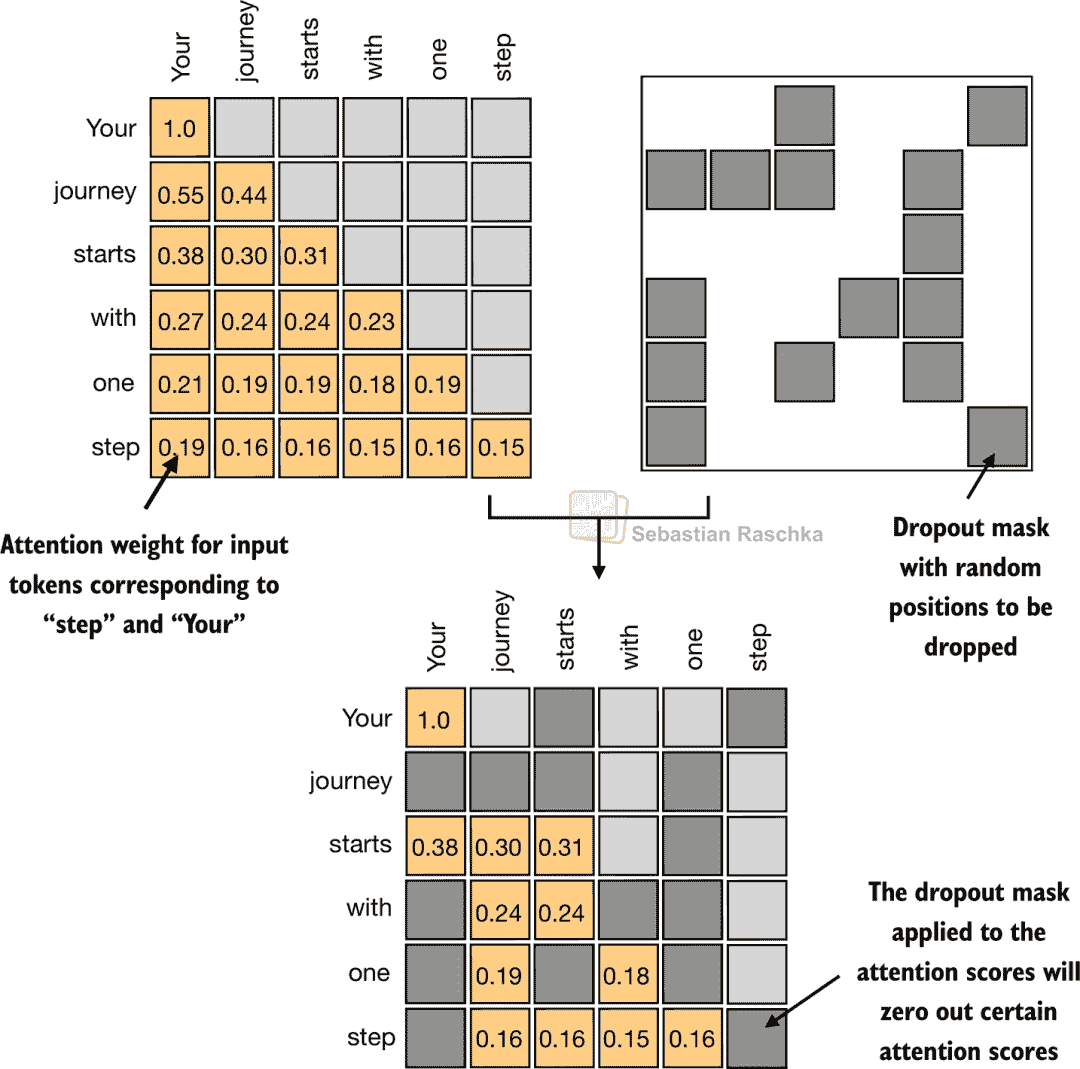 Your journey starts with one step
Your 1.0
journey 0.55 0.44
starts 0.38 0.30 0.31
with 0.27 0.24 0.24 0.23
one 0.21 0.19 0.19 0.18 0.19
step 0.19 0.16 0.16 0.15 0.16 0.15
Attention weight for input
tokens corresponding to
“step” and “Your”
Sebastian Raschka
Dropout mask
with random
positions to be
dropped
Your journey starts with one step
Your 1.0
journey
starts 0.38 0.30 0.31
with 0.24 0.24
one 0.19 0.18
step 0.16 0.16 0.15 0.16
The dropout mask
applied to the
attention scores will
zero out certain
attention scores